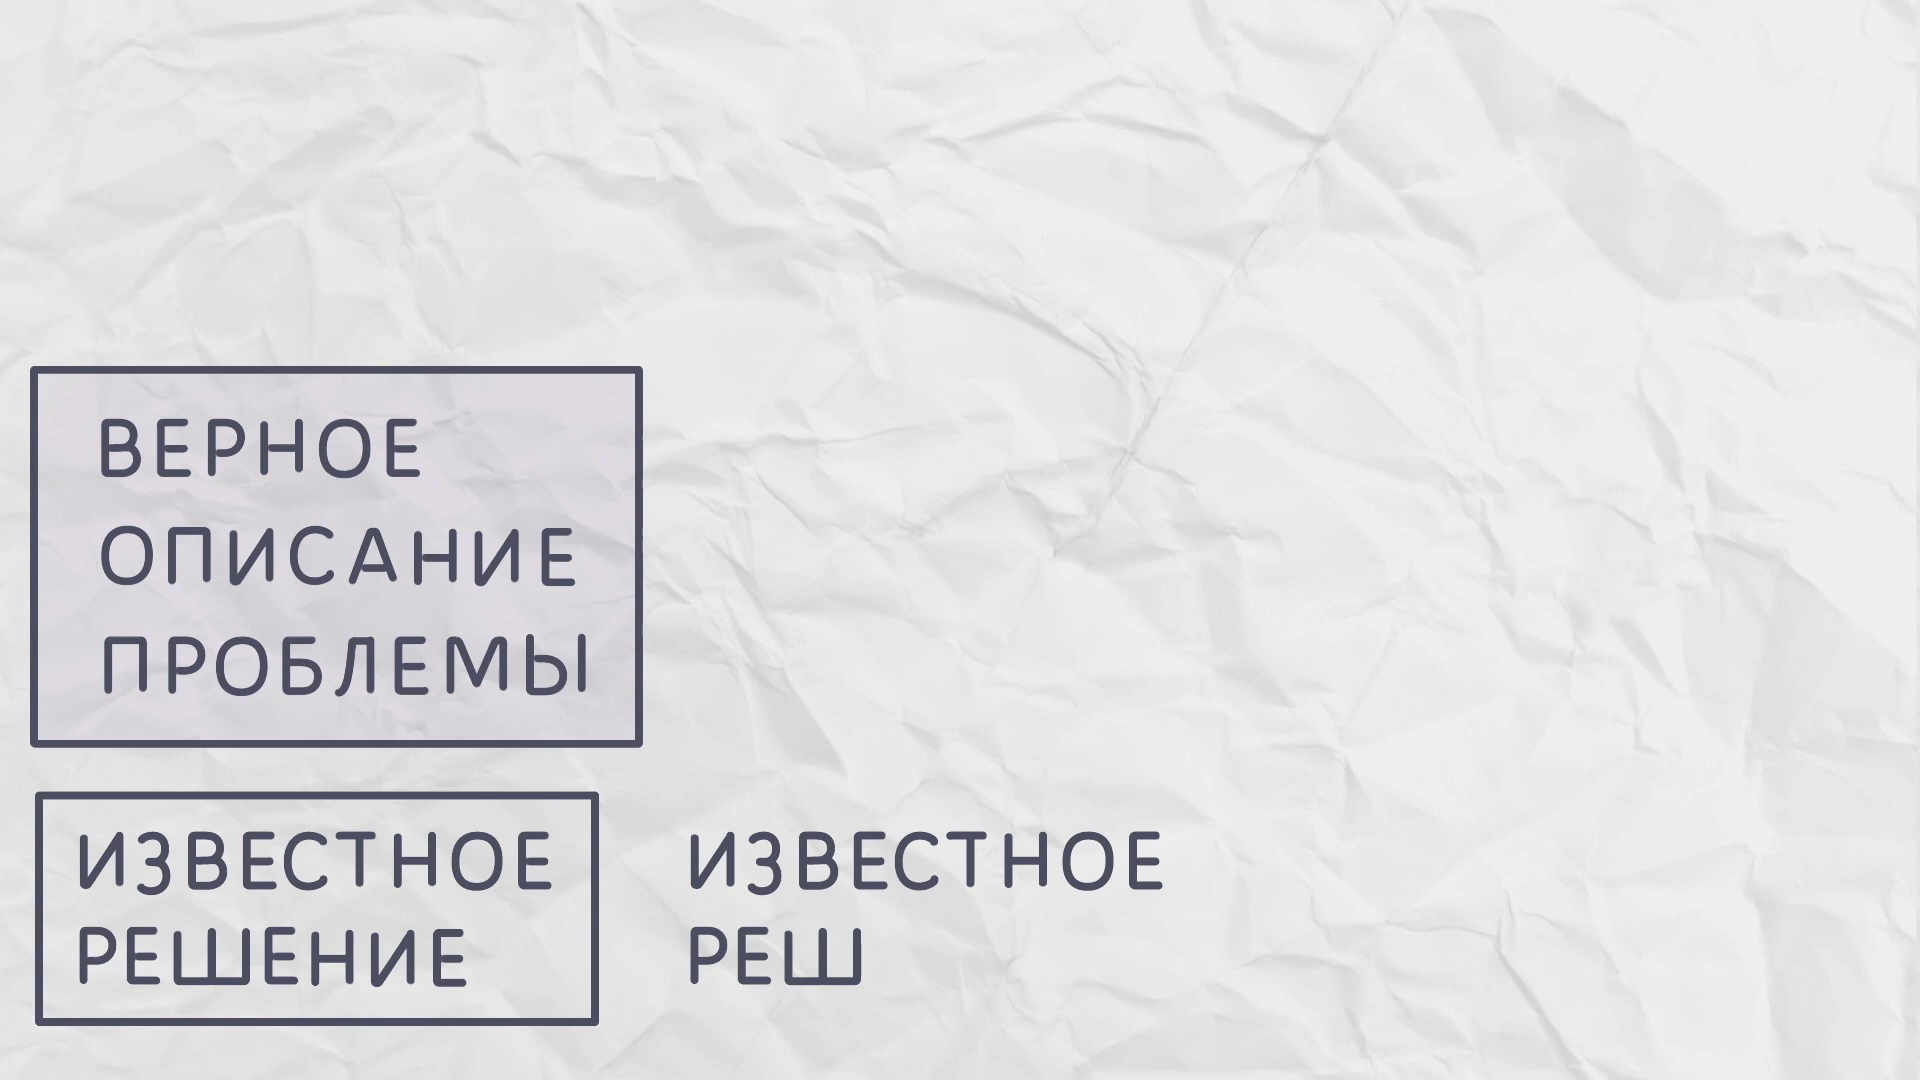 ВЕРНОЕ
ОПИСАНИЕ
ПРОБЛЕМЫ
ИЗВЕСТНОЕ
РЕШЕНИЕ
ИЗВЕСТНОЕ
РЕШ